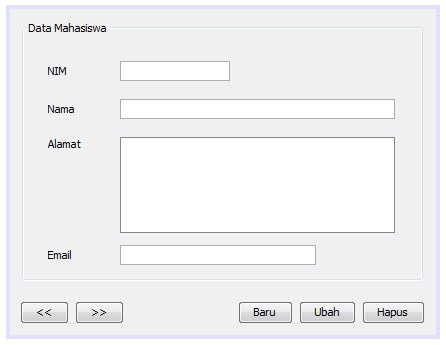 Data Mahasiswa
NIM
Nama
Alamat
Email
<< >> Baru Ubah Hapus